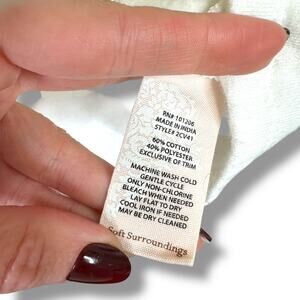 RN# 101206
MADE IN INDIA
STYLE# 2CV41
60% COTTON
40% POLYESTER
EXCLUSIVE OF TRIM
MACHINE WASH COLD
GENTLE CYCLE
ONLY NON-CHLORINE
BLEACH WHEN NEEDED
LAY FLAT TO DRY
COOL IRON IF NEEDED
MAY BE DRY CLEANED
Soft Surroundings